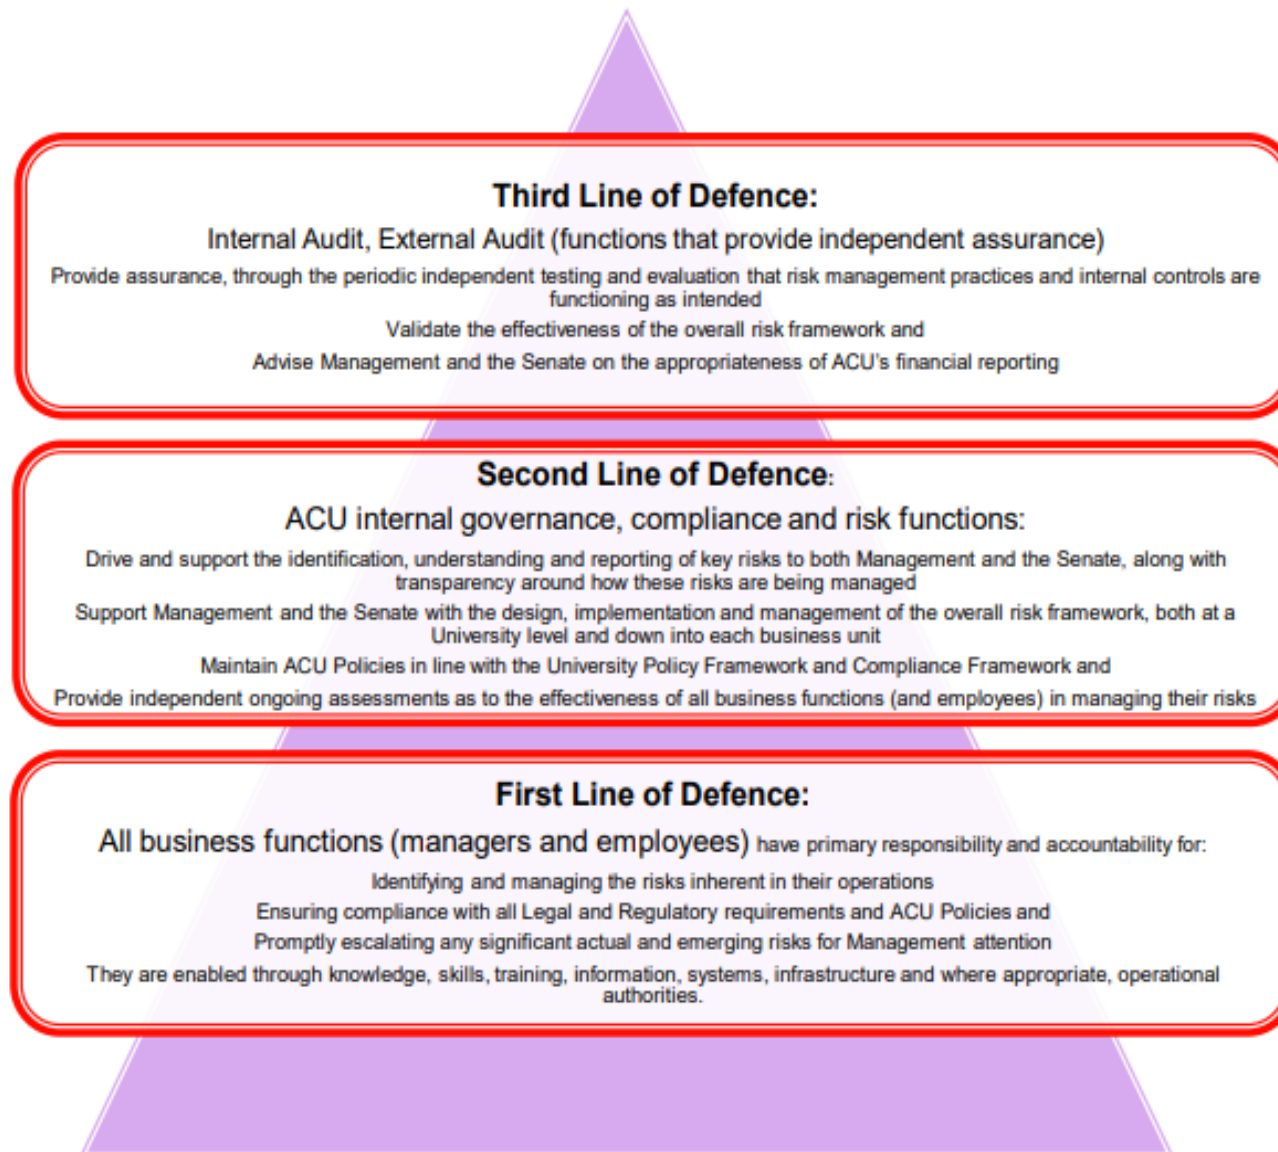 Third Line of Defence:
Internal Audit, External Audit (functions that provide independent assurance)
Provide assurance, through the periodic independent testing and evaluation that risk management practices and internal controls are
functioning as intended
Validate the effectiveness of the overall risk framework and
Advise Management and the Senate on the appropriateness of ACU's financial reporting
Second Line of Defence:
ACU internal governance, compliance and risk functions:
Drive and support the identification, understanding and reporting of key risks to both Management and the Senate, along with
transparency around how these risks are being managed
Support Management and the Senate with the design, implementation and management of the overall risk framework, both at a
University level and down into each business unit
Maintain ACU Policies in line with the University Policy Framework and Compliance Framework and
Provide independent ongoing assessments as to the effectiveness of all business functions (and employees) in managing their risks
First Line of Defence:
All business functions (managers and employees) have primary responsibility and accountability for:
Identifying and managing the risks inherent in their operations
Ensuring compliance with all Legal and Regulatory requirements and ACU Policies and
Promptly escalating any significant actual and emerging risks for Management attention
They are enabled through knowledge, skills, training, information, systems, infrastructure and where appropriate, operational
authorities.